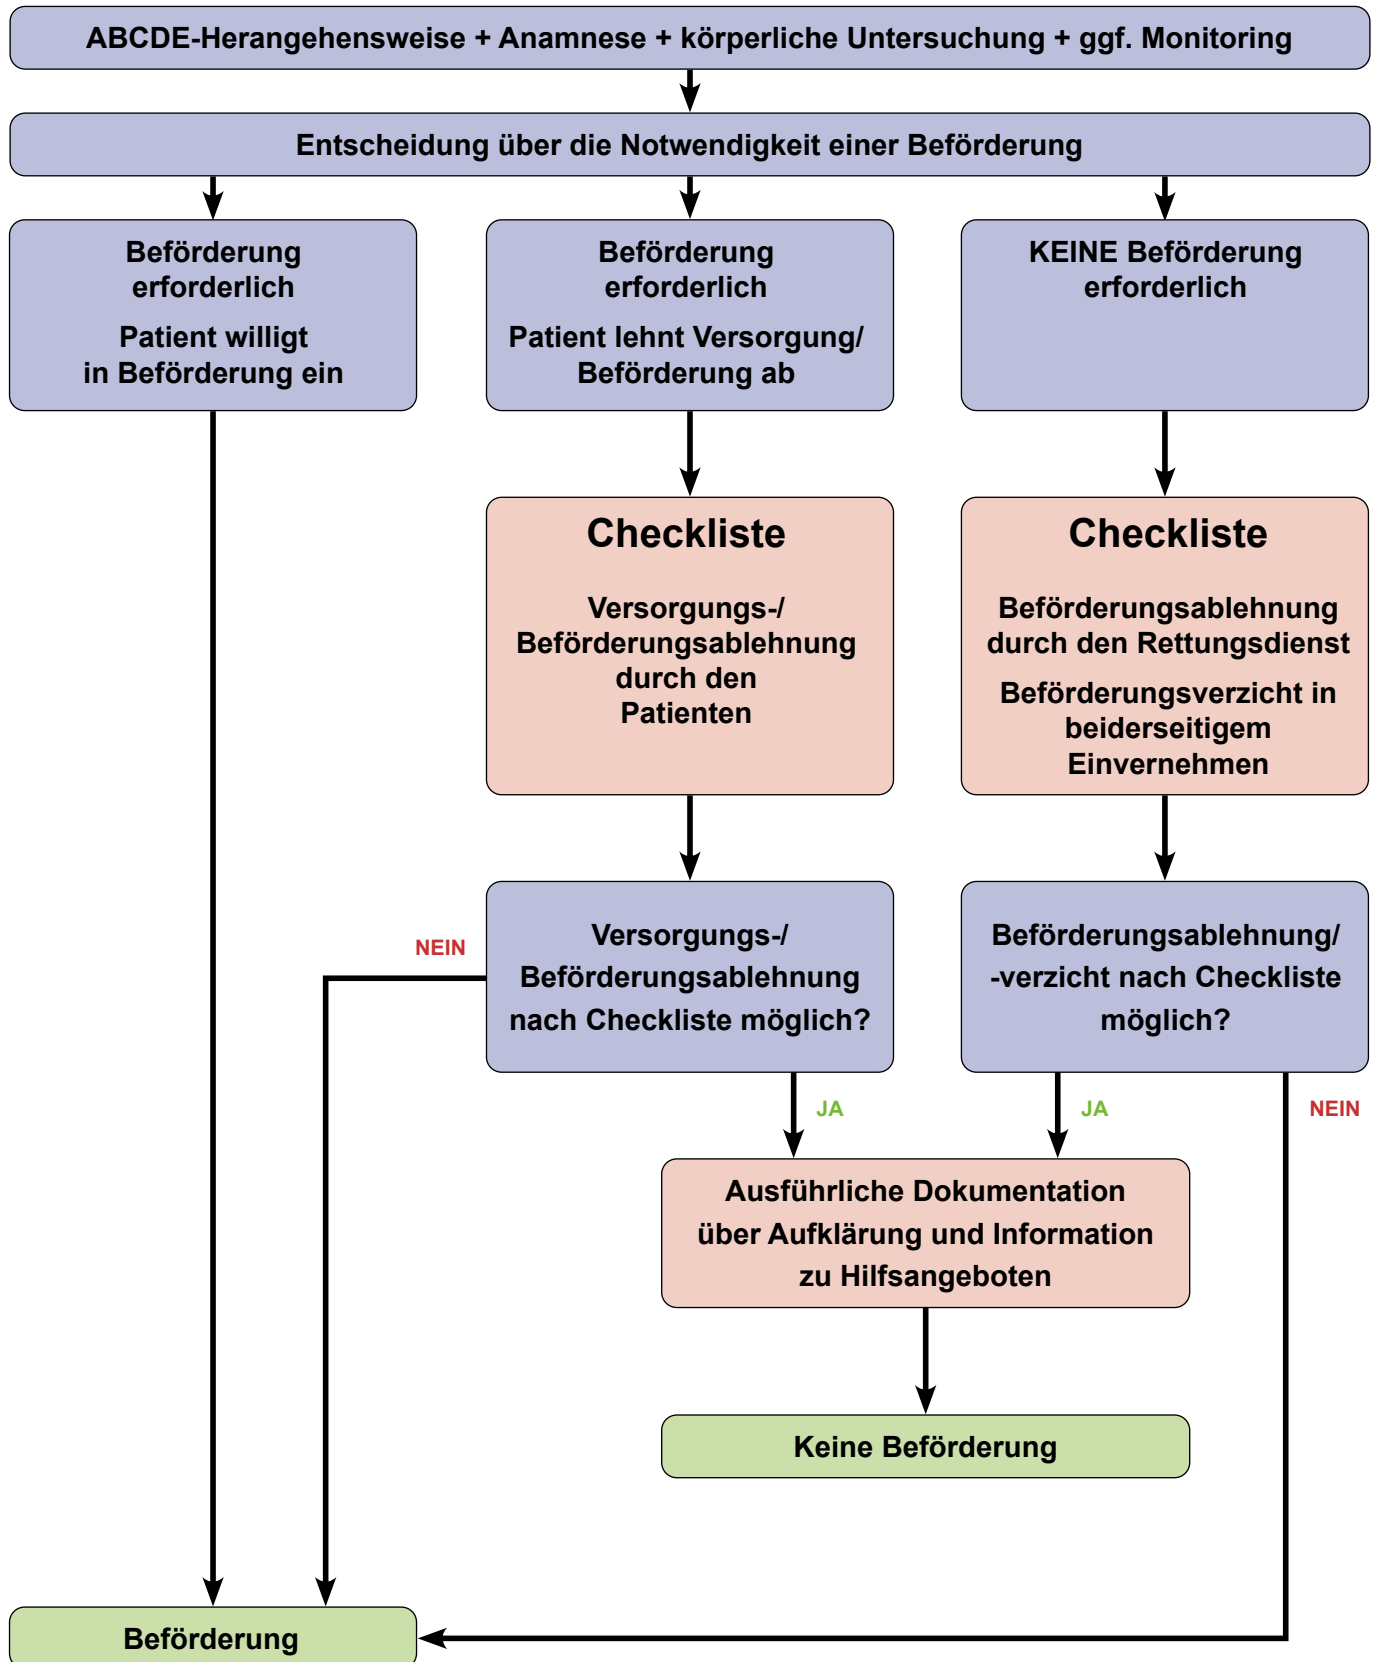 ABCDE-Herangehensweise + Anamnese + körperliche Untersuchung + ggf. Monitoring
Entscheidung über die Notwendigkeit einer Beförderung
Beförderung
erforderlich
Patient willigt
in Beförderung ein
Beförderung
erforderlich
Patient lehnt Versorgung/
Beförderung ab
KEINE Beförderung
erforderlich
Checkliste
Versorgungs-/
Beförderungsablehnung
durch den
Patienten
Checkliste
Beförderungsablehnung
durch den Rettungsdienst
Beförderungsverzicht in
beiderseitigem
Einvernehmen
NEIN
Versorgungs-/
Beförderungsablehnung
nach Checkliste möglich?
Beförderungsablehnung/
-verzicht nach Checkliste
möglich?
JA
JA
NEIN
Ausführliche Dokumentation
über Aufklärung und Information
zu Hilfsangeboten
Keine Beförderung
Beförderung